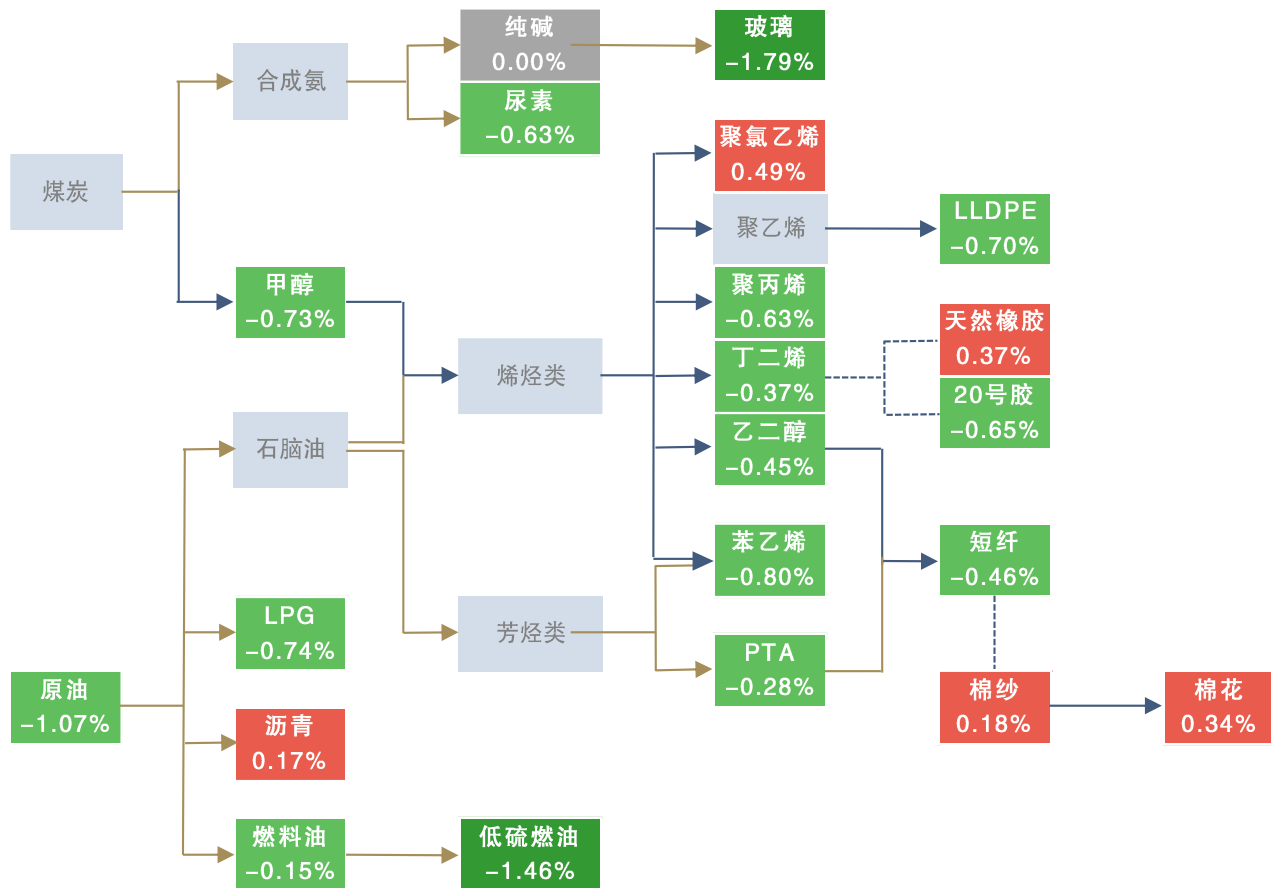 纯碱
0.00%
玻璃
-1.79%
合成氨
尿素
-0.63%
煤炭
聚氯乙烯
0.49%
聚乙烯
LLDPE
-0.70%
甲醇
-0.73%
聚丙烯
-0.63%
天然橡胶
0.37%
烯烃类
丁二烯
-0.37%
20号胶
-0.65%
石脑油
乙二醇
-0.45%
苯乙烯
-0.80%
短纤
-0.46%
LPG
-0.74%
芳烃类
PTA
-0.28%
原油
-1.07%
沥青
0.17%
棉纱
0.18%
棉花
0.34%
燃料油
-0.15%
低硫燃油
-1.46%